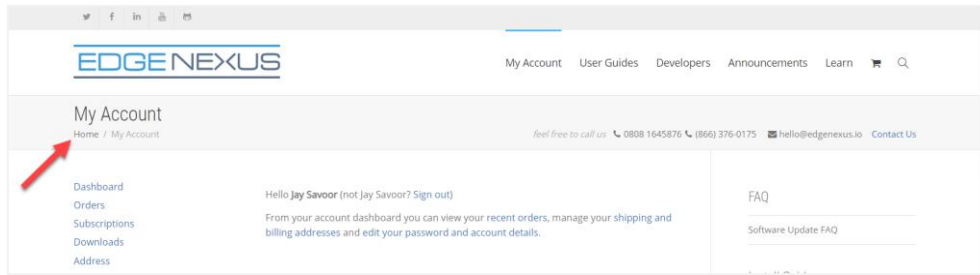 EDGENEXUS
My Account User Guides Developers Announcements Learn
My Account
Home / My Account
feel free to call us 0808 1645876 (866) 376-0175 hello@edgenexus.io Contact Us
Dashboard
Orders
Subscriptions
Downloads
Address
Hello Jay Savoor (not Jay Savoor? Sign out)
From your account dashboard you can view your recent orders, manage your shipping and
billing addresses and edit your password and account details.
FAQ
Software Update FAQ